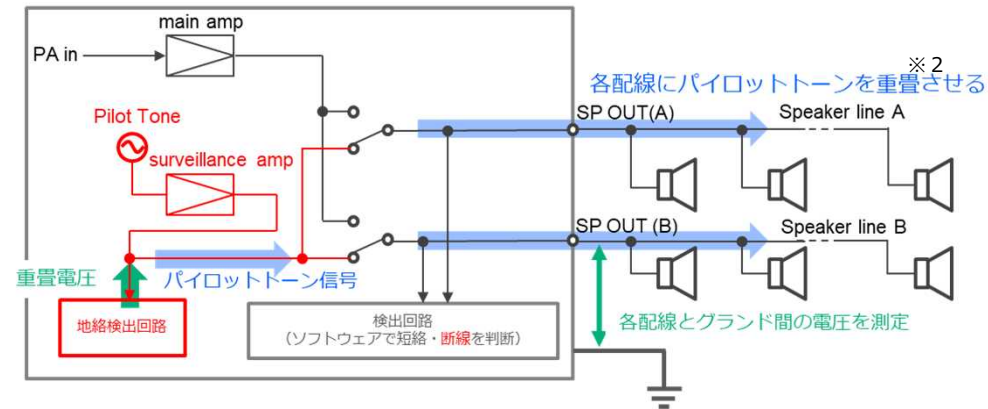 main amp
PA in
※２
各配線にパイロットトーンを重畳させる
SP OUT(A)
Speaker line A
Pilot Tone
surveillance amp
SP OUT (B)
Speaker line B
重畳電圧
パイロットトーン信号
地絡検出回路
検出回路
（ソフトウェアで短絡・断線を判断）
各配線とグランド間の電圧を測定